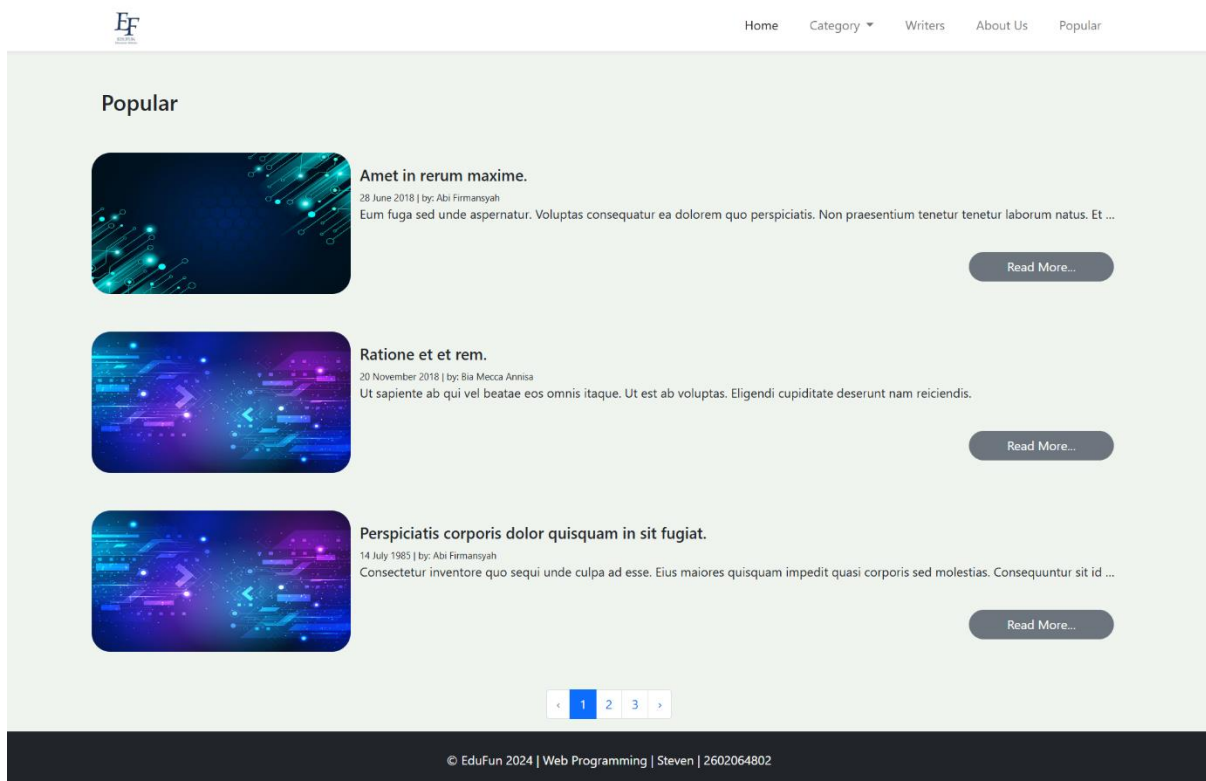 EF
EDUFUN
Home
Category
Writers
About Us
Popular
Popular
Amet in rerum maxime.
28 June 2018 | by: Abi Firmansyah
Eum fuga sed unde aspernatur. Voluptas consequatur ea dolorem quo perspiciatis. Non praesentium tenetur tenetur laborum natus. Et ...
Read More...
Ratione et et rem.
20 November 2018 | by: Bia Mecca Annisa
Ut sapiente ab qui vel beatae eos omnis itaque. Ut est ab voluptas. Eligendi cupiditate deserunt nam reiciendis.
Read More...
Perspiciatis corporis dolor quisquam in sit fugiat.
14 July 1985 | by: Abi Firmansyah
Consectetur inventore quo sequi unde culpa ad esse. Eius maiores quisquam impedit quasi corporis sed molestias. Consequuntur sit id ...
Read More...
‹ 1 2 3 ›
© EduFun 2024 | Web Programming | Steven | 2602064802